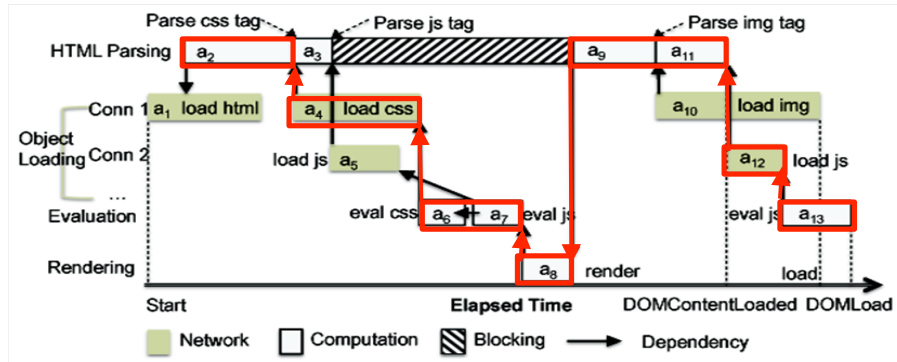 Parse css tag
Parse js tag
Parse img tag
HTML Parsing
a2
a3
a9
a11
Object
Loading
Conn 1
a1 load html
a4 load css
a10 load img
Conn 2
load js
a5
a12
load js
...
Evaluation
eval css
a6
a7
eval js
eval js
a13
Rendering
a8
render
load
Start
Elapsed Time
DOMContentLoaded
DOMLoad
Network
Computation
Blocking
Dependency